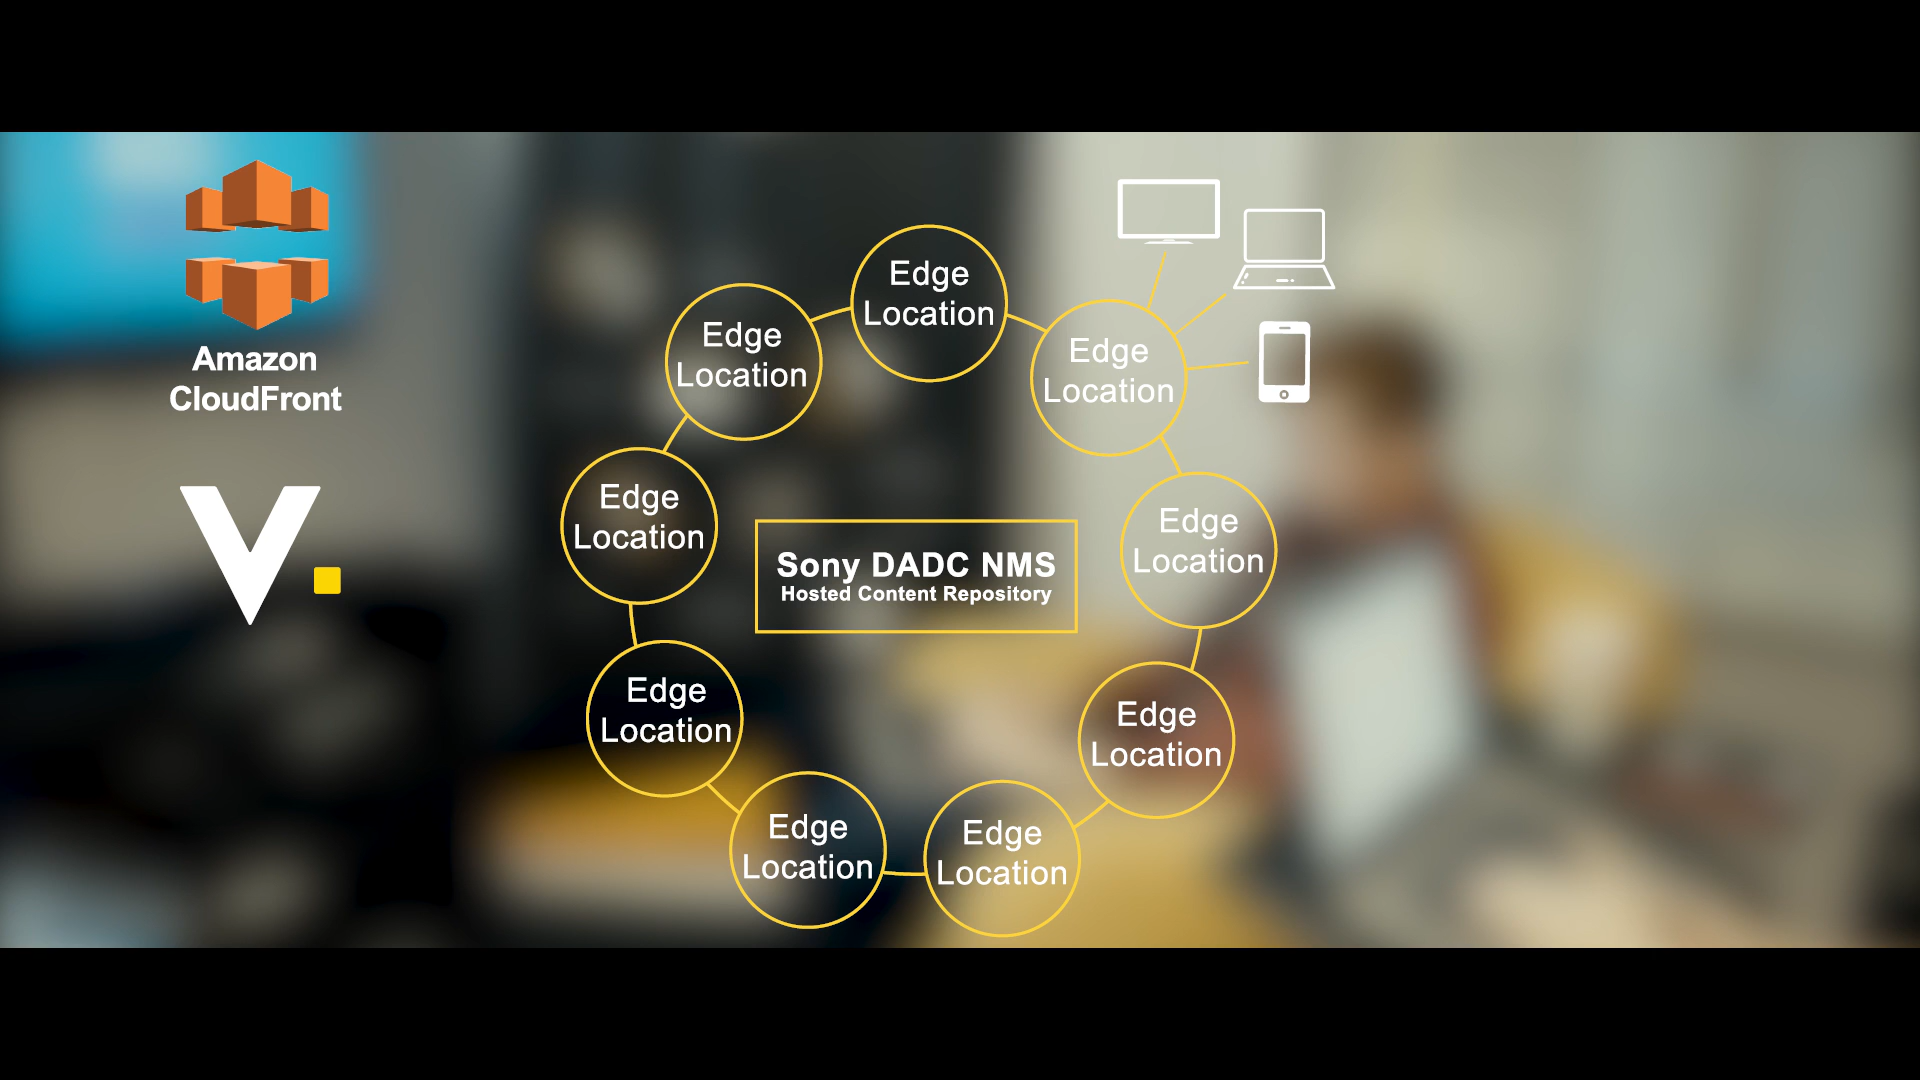 Amazon
CloudFront
V.
Edge
Location
Edge
Location
Edge
Location
Edge
Location
Edge
Location
Sony DADC NMS
Hosted Content Repository
Edge
Location
Edge
Location
Edge
Location
Edge
Location